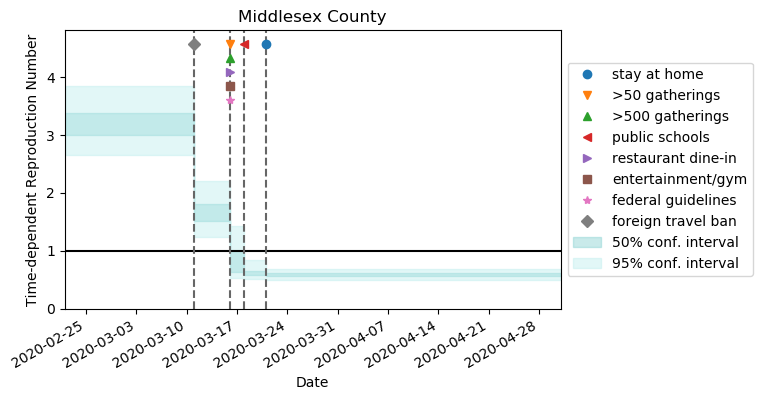 Middlesex County
Time-dependent Reproduction Number
4
3
2
1
0
2020-02-25
2020-03-03
2020-03-10
2020-03-17
2020-03-24
2020-03-31
2020-04-07
2020-04-14
2020-04-21
2020-04-28
Date
stay at home
>50 gatherings
>500 gatherings
public schools
restaurant dine-in
entertainment/gym
federal guidelines
foreign travel ban
50% conf. interval
95% conf. interval